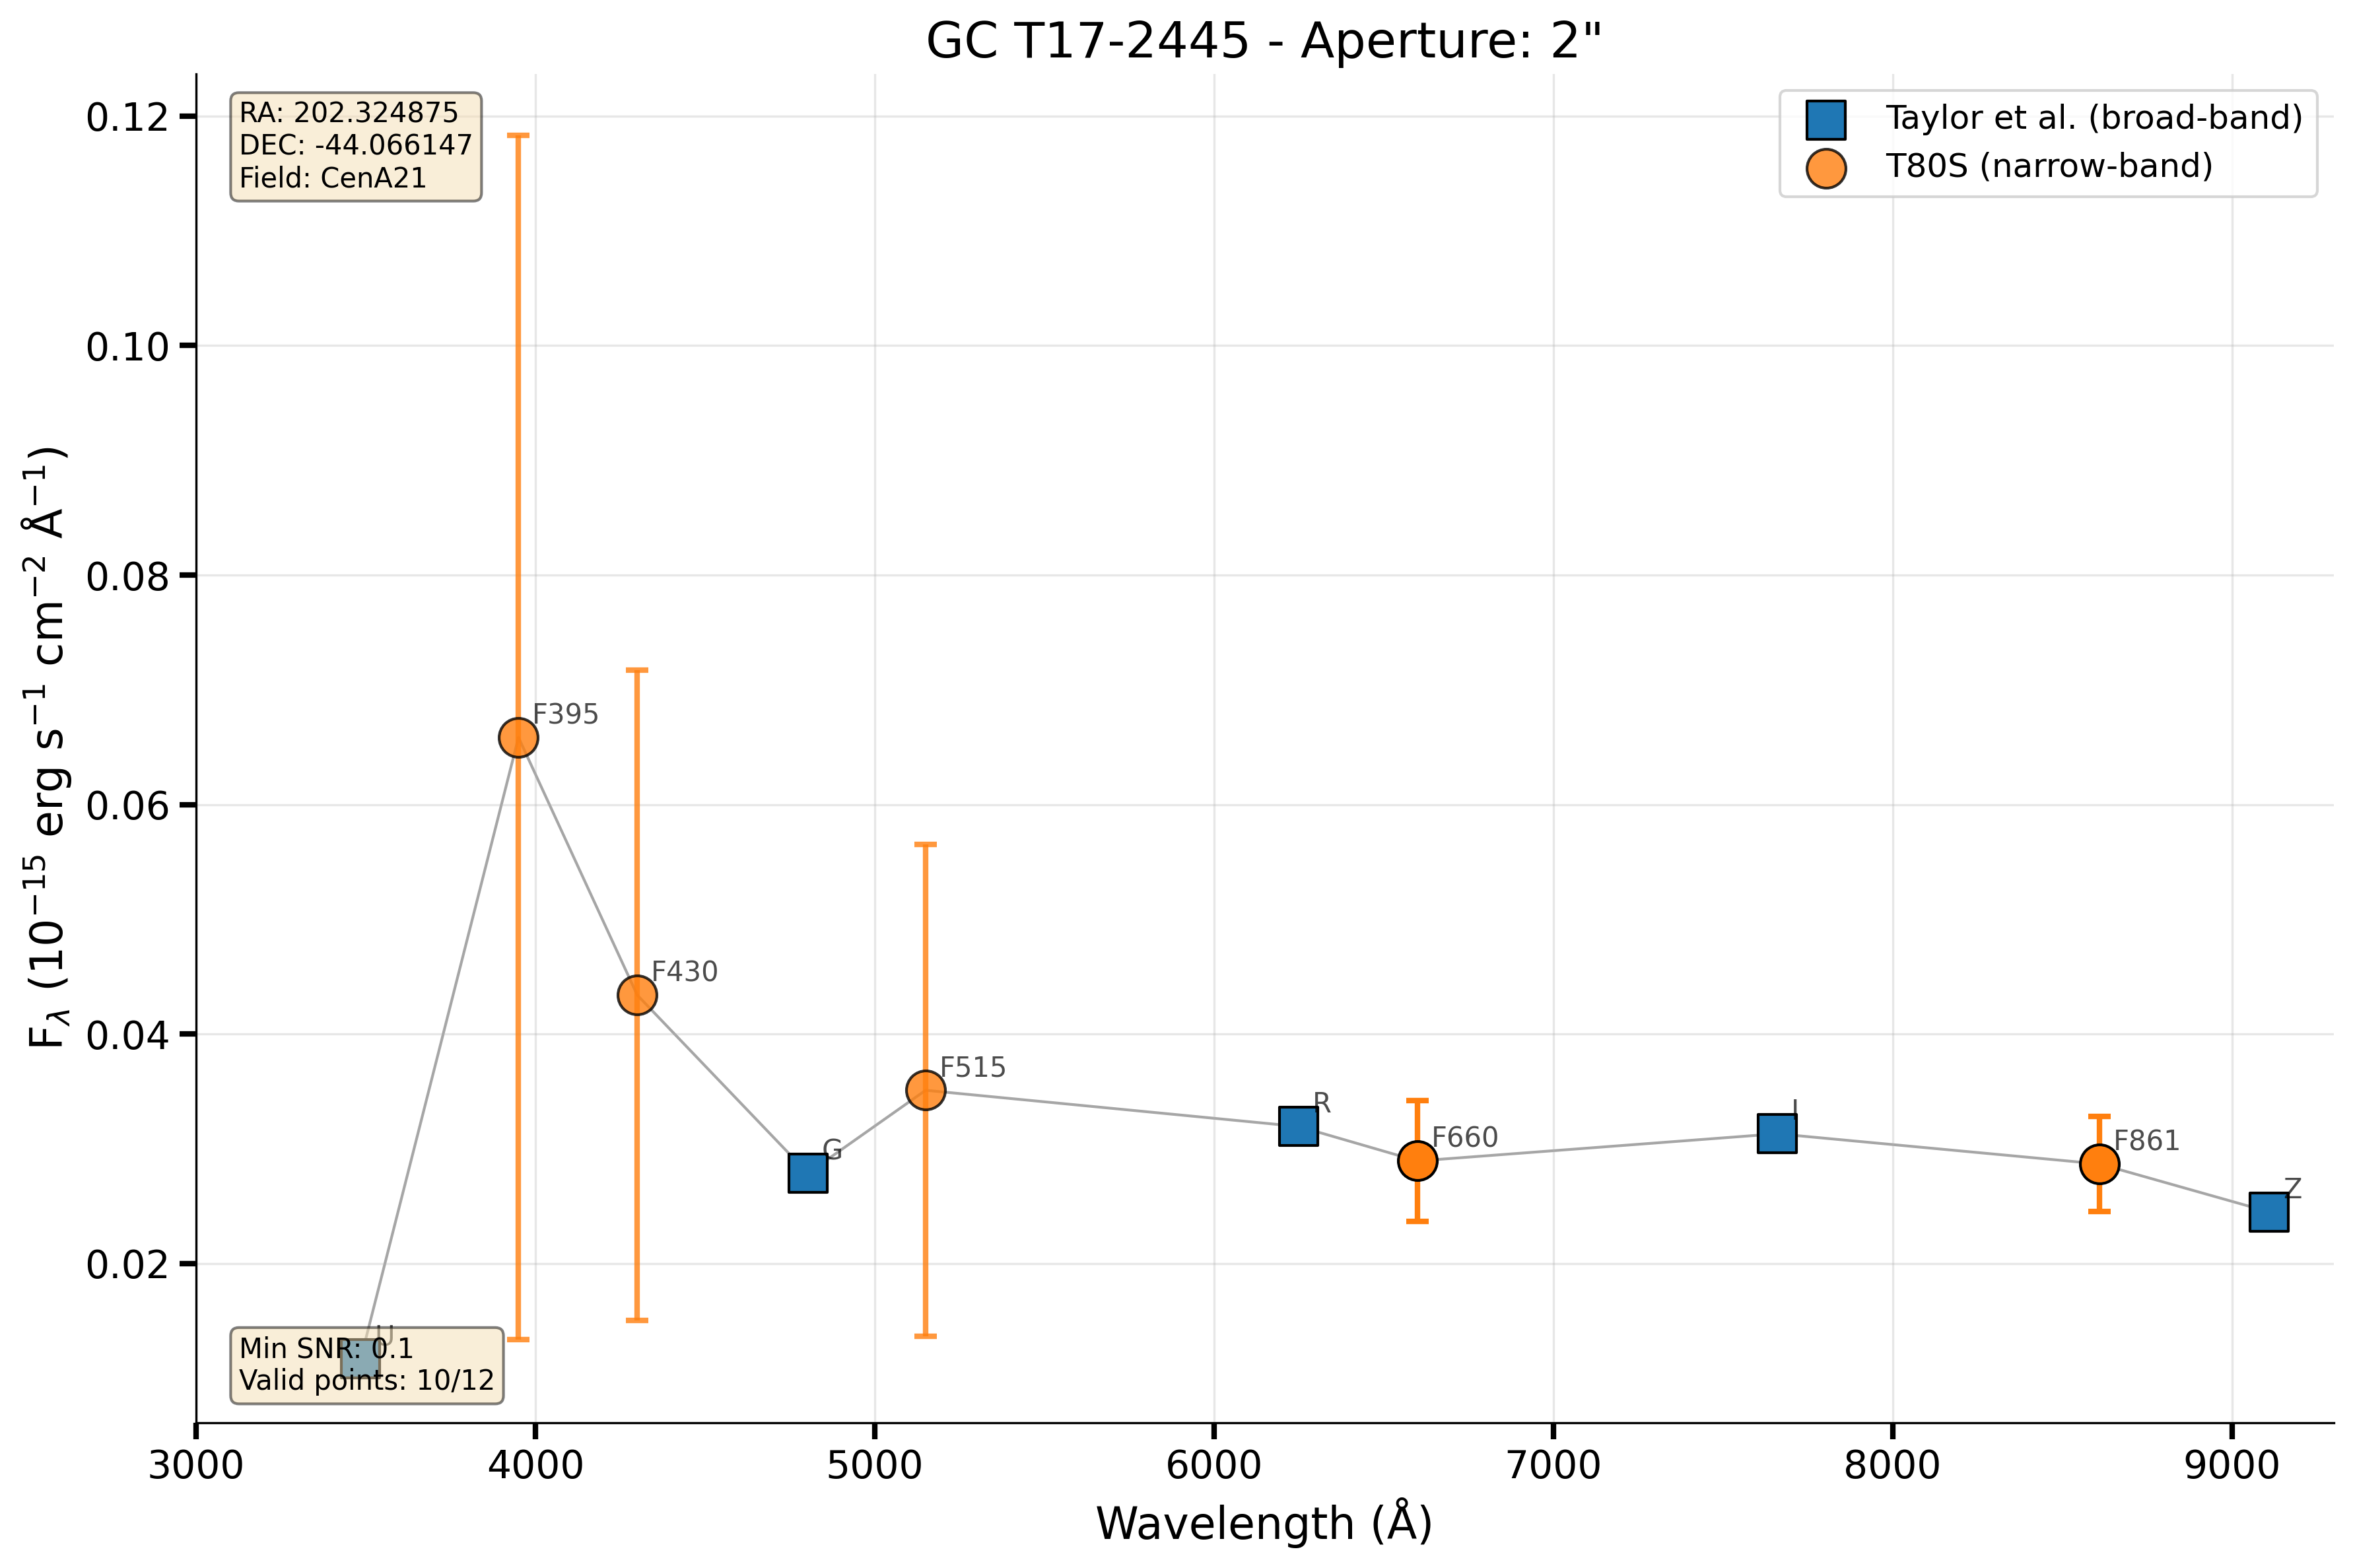 GC T17-2445 - Aperture: 2"
RA: 202.324875
DEC: -44.066147
Field: CenA21
Taylor et al. (broad-band)
T80S (narrow-band)
0.12
0.10
0.08
0.06
0.04
0.02
F_λ (10⁻¹⁵ erg s⁻¹ cm⁻² Å⁻¹)
F395
F430
G
F515
R
F660
I
F861
Z
U
Min SNR: 0.1
Valid points: 10/12
3000 4000 5000 6000 7000 8000 9000
Wavelength (Å)